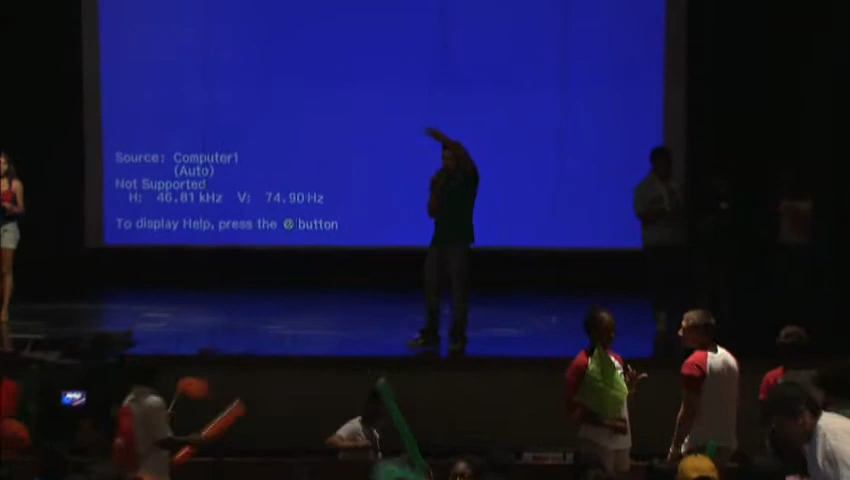 Source: Computer1
(Auto)
Not Supported
H: 46.81 kHz V: 74.90 Hz
To display Help, press the button